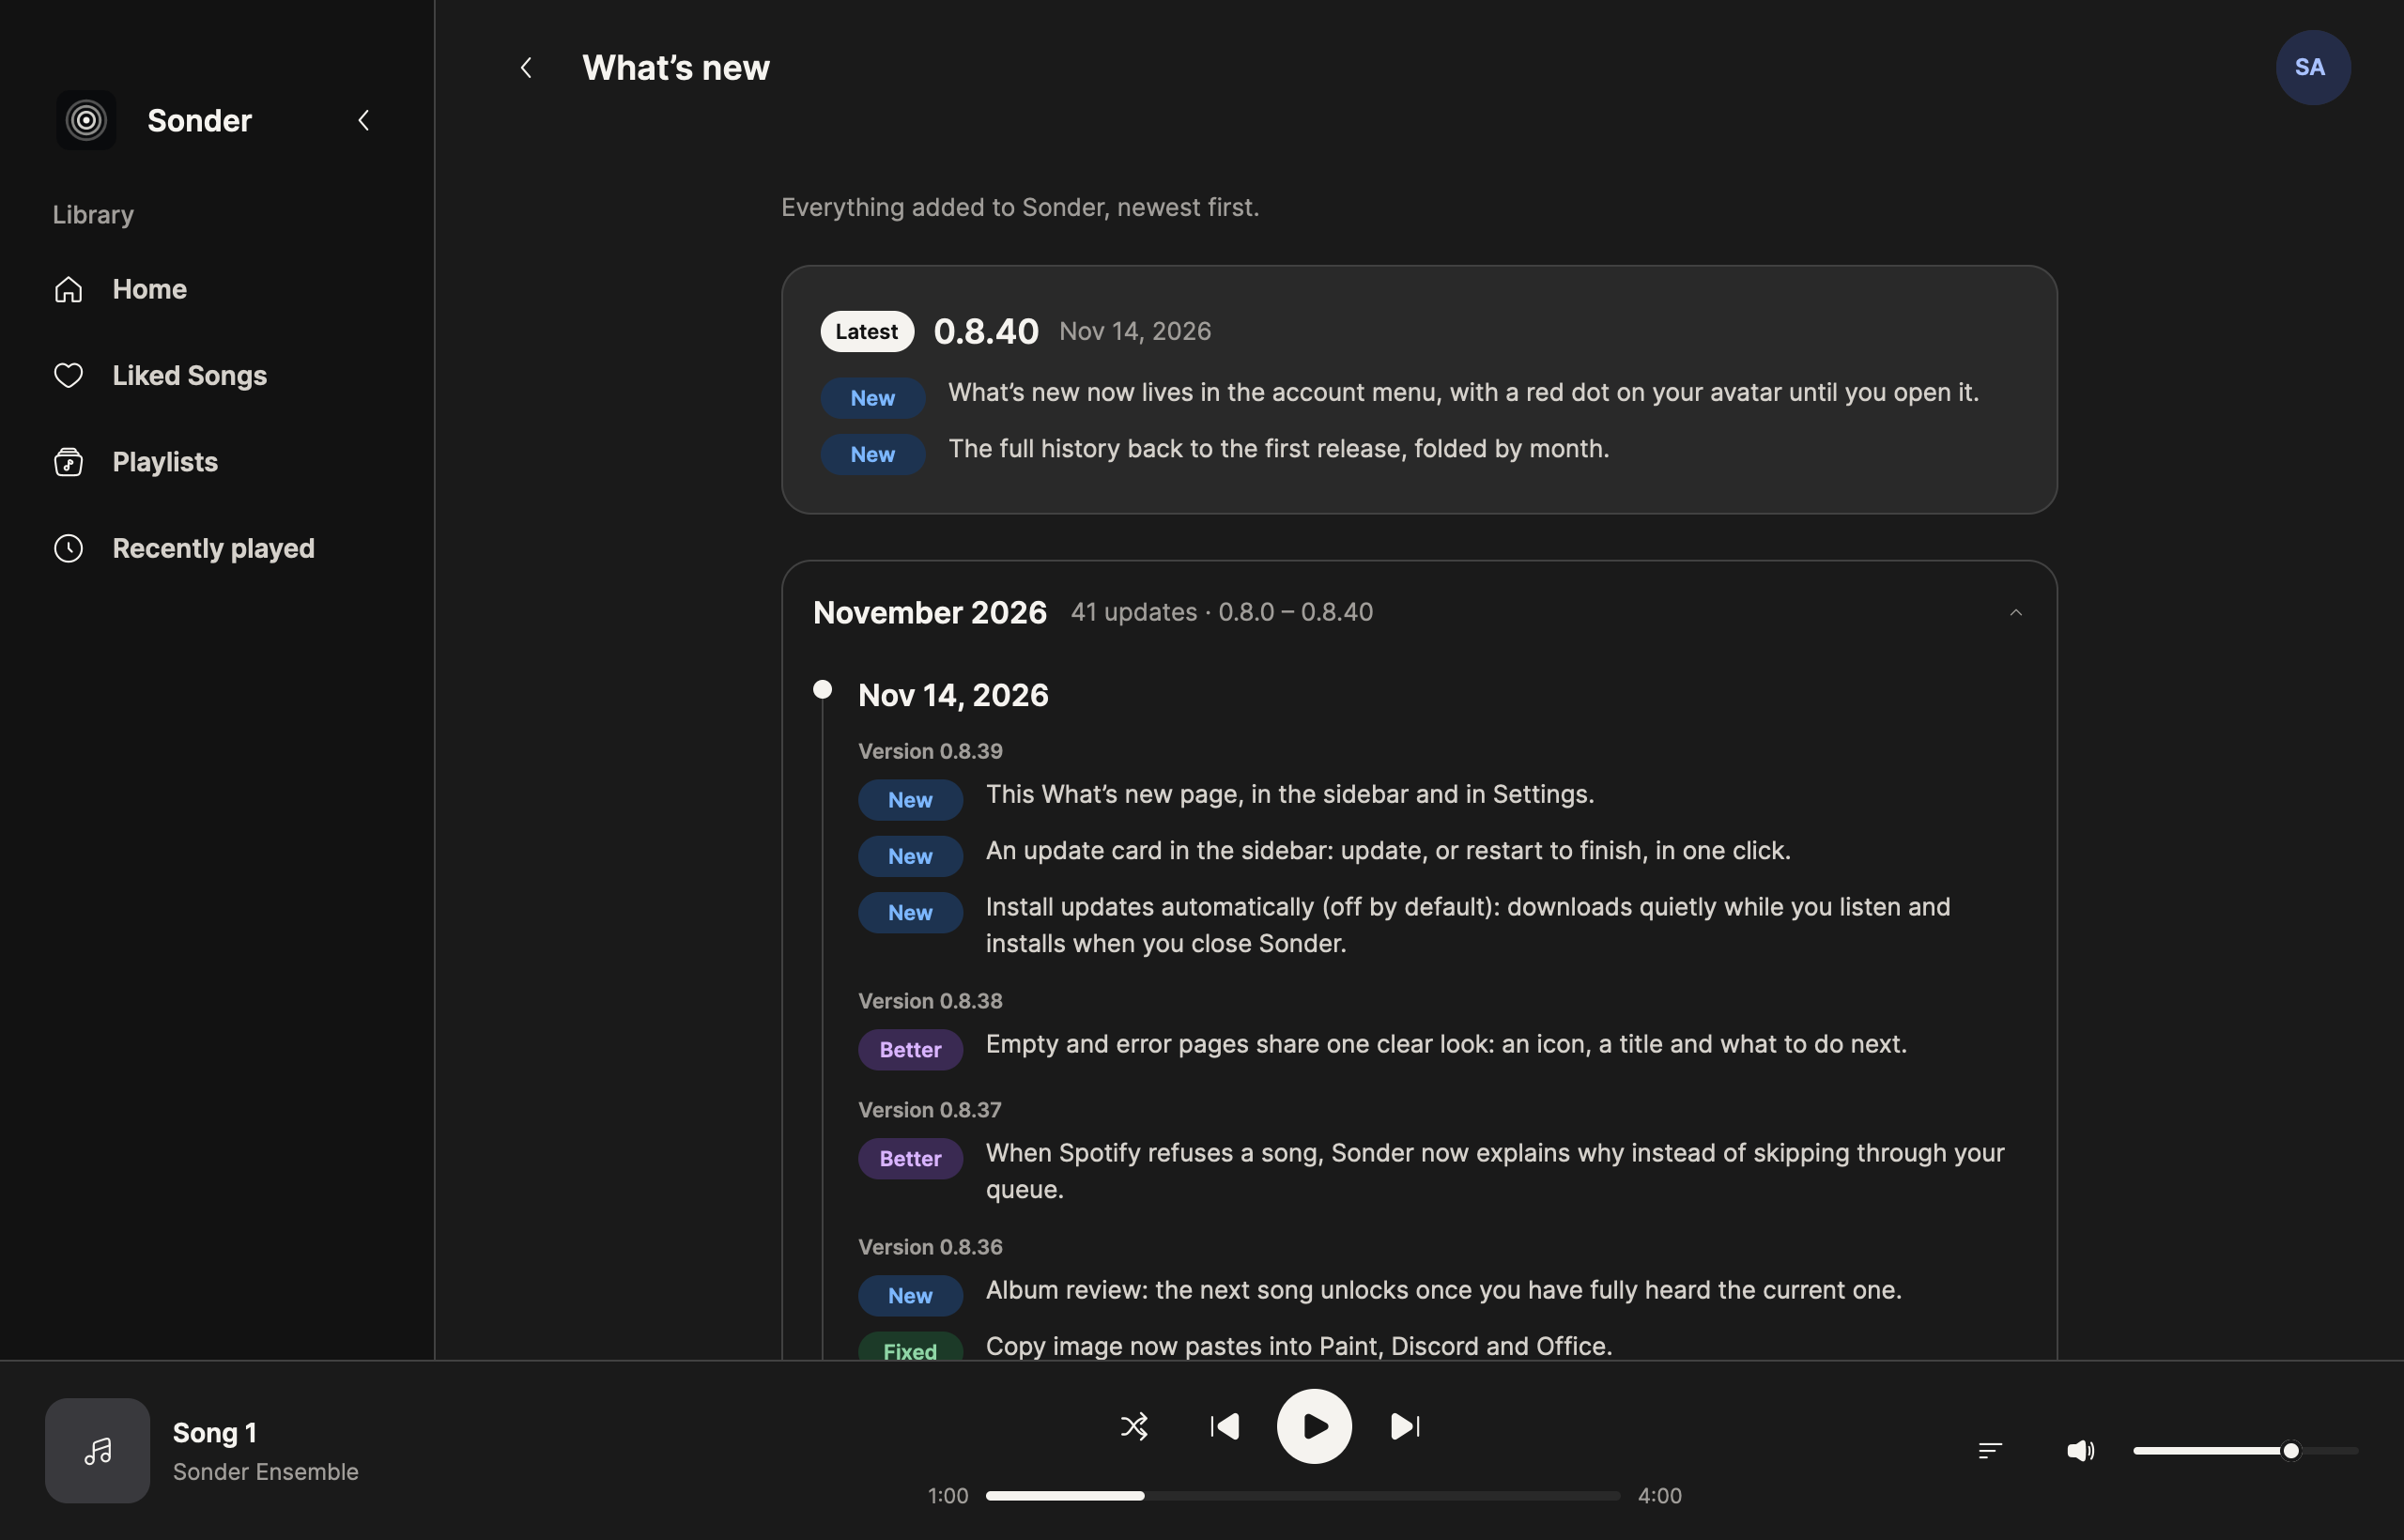 Sonder
Library
Home
Liked Songs
Playlists
Recently played
What’s new
SA
Everything added to Sonder, newest first.
Latest 0.8.40 Nov 14, 2026
New What’s new now lives in the account menu, with a red dot on your avatar until you open it.
New The full history back to the first release, folded by month.
November 2026 41 updates · 0.8.0 – 0.8.40
Nov 14, 2026
Version 0.8.39
New This What’s new page, in the sidebar and in Settings.
New An update card in the sidebar: update, or restart to finish, in one click.
New Install updates automatically (off by default): downloads quietly while you listen and
installs when you close Sonder.
Version 0.8.38
Better Empty and error pages share one clear look: an icon, a title and what to do next.
Version 0.8.37
Better When Spotify refuses a song, Sonder now explains why instead of skipping through your
queue.
Version 0.8.36
New Album review: the next song unlocks once you have fully heard the current one.
Fixed Copy image now pastes into Paint, Discord and Office.
Song 1
Sonder Ensemble
1:00
4:00